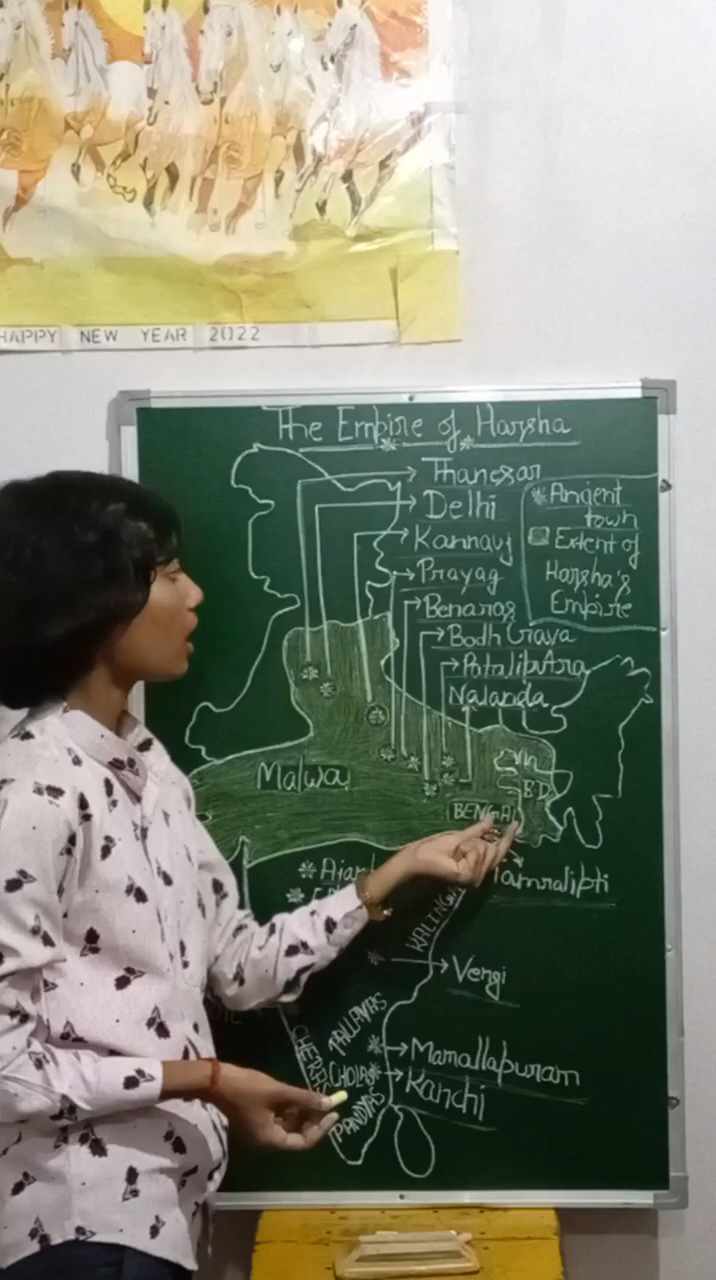 HAPPY NEW YEAR 2022
The Empire of Harsha
Thanesar
Delhi
Kannauj
Prayag
Benaras
Bodh Gaya
Pataliputra
Nalanda
Ancient
town
Extent of
Harsha's
Empire
Malwa
BD
BENGAL
Tamralipti
KALINGA
Vengi
PALLAVAS
CHERAS
CHOLAS
PANDYAS
Mamallapuram
Kanchi